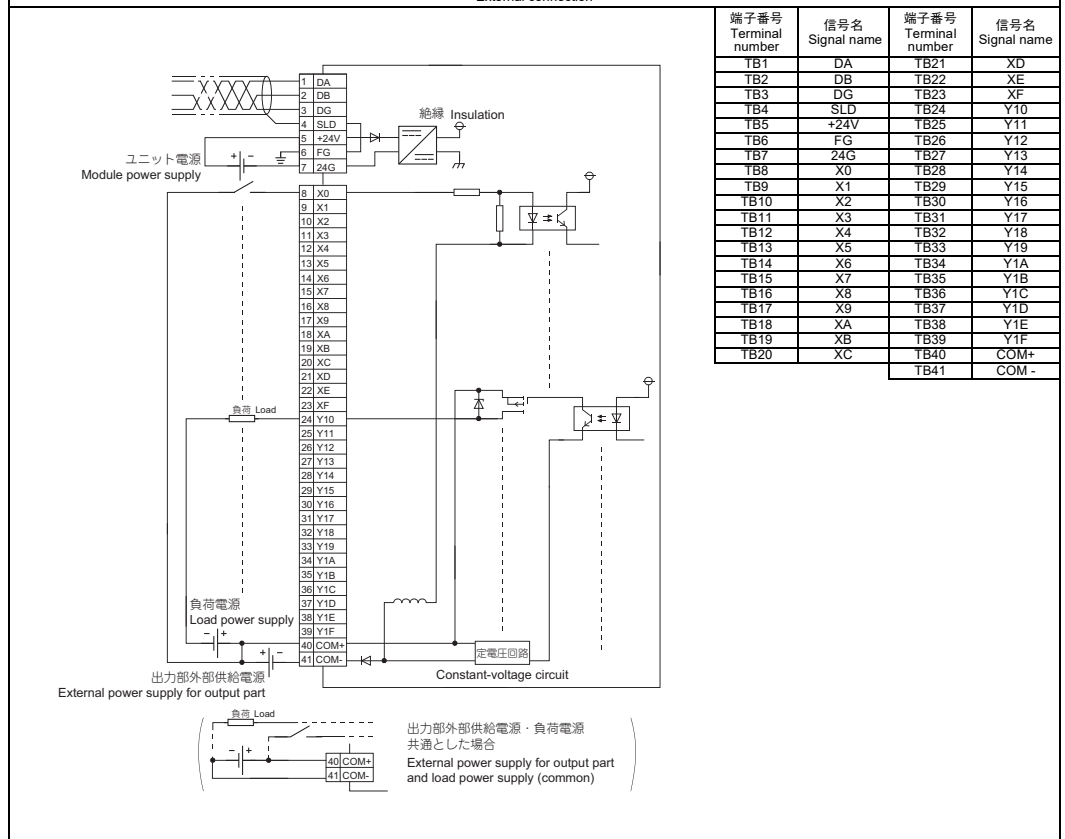 External connection
端子番号 Terminal number
信号名 Signal name
端子番号 Terminal number
信号名 Signal name
TB1 DA TB21 XD
TB2 DB TB22 XE
TB3 DG TB23 XF
TB4 SLD TB24 Y10
TB5 +24V TB25 Y11
TB6 FG TB26 Y12
TB7 24G TB27 Y13
TB8 X0 TB28 Y14
TB9 X1 TB29 Y15
TB10 X2 TB30 Y16
TB11 X3 TB31 Y17
TB12 X4 TB32 Y18
TB13 X5 TB33 Y19
TB14 X6 TB34 Y1A
TB15 X7 TB35 Y1B
TB16 X8 TB36 Y1C
TB17 X9 TB37 Y1D
TB18 XA TB38 Y1E
TB19 XB TB39 Y1F
TB20 XC TB40 COM+
TB41 COM -
1 DA
2 DB
3 DG
4 SLD
5 +24V
6 FG
7 24G
8 X0
9 X1
10 X2
11 X3
12 X4
13 X5
14 X6
15 X7
16 X8
17 X9
18 XA
19 XB
20 XC
21 XD
22 XE
23 XF
24 Y10
25 Y11
26 Y12
27 Y13
28 Y14
29 Y15
30 Y16
31 Y17
32 Y18
33 Y19
34 Y1A
35 Y1B
36 Y1C
37 Y1D
38 Y1E
39 Y1F
40 COM+
41 COM-
絶縁 Insulation
ユニット電源
+ −
Module power supply
負荷 Load
負荷電源
Load power supply
− +
+ −
出力部外部供給電源
External power supply for output part
定電圧回路
Constant-voltage circuit
負荷 Load
− +
40 COM+
41 COM-
出力部外部供給電源・負荷電源
共通とした場合
External power supply for output part
and load power supply (common)